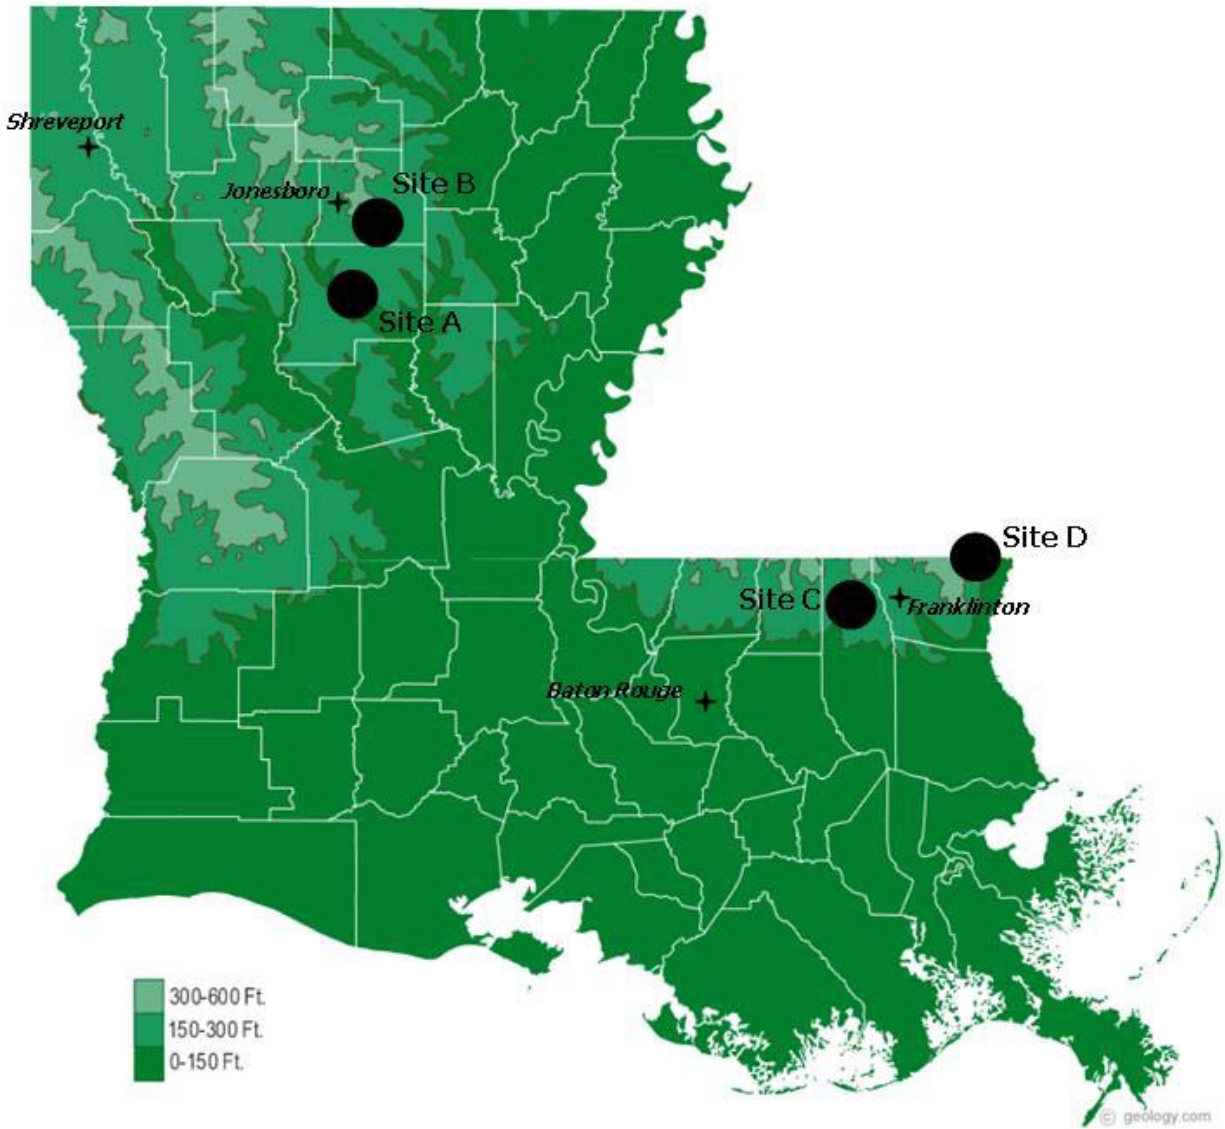 Shreveport
Jonesboro
Site B
Site A
Site D
Site C
Franklinton
Baton Rouge
300-600 Ft.
150-300 Ft.
0-150 Ft.
© geology.com